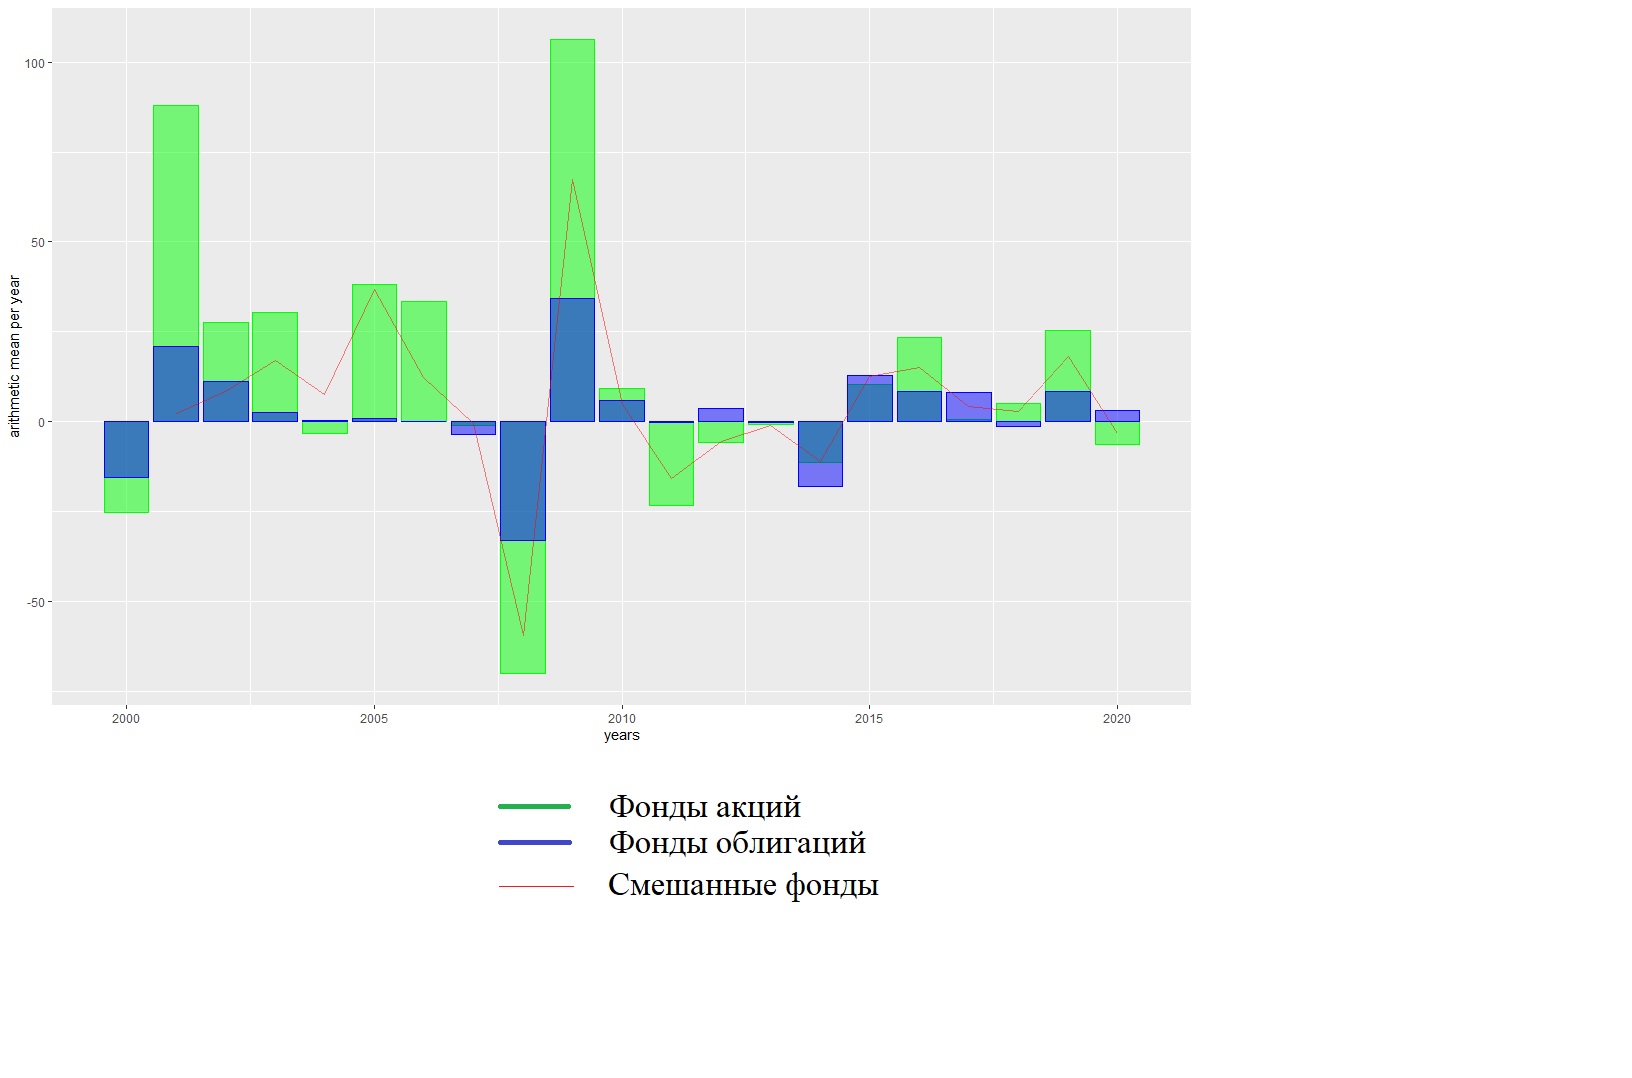 100
50
0
-50
arithmetic mean per year
2000 2005 2010 2015 2020
years
Фонды акций
Фонды облигаций
Смешанные фонды